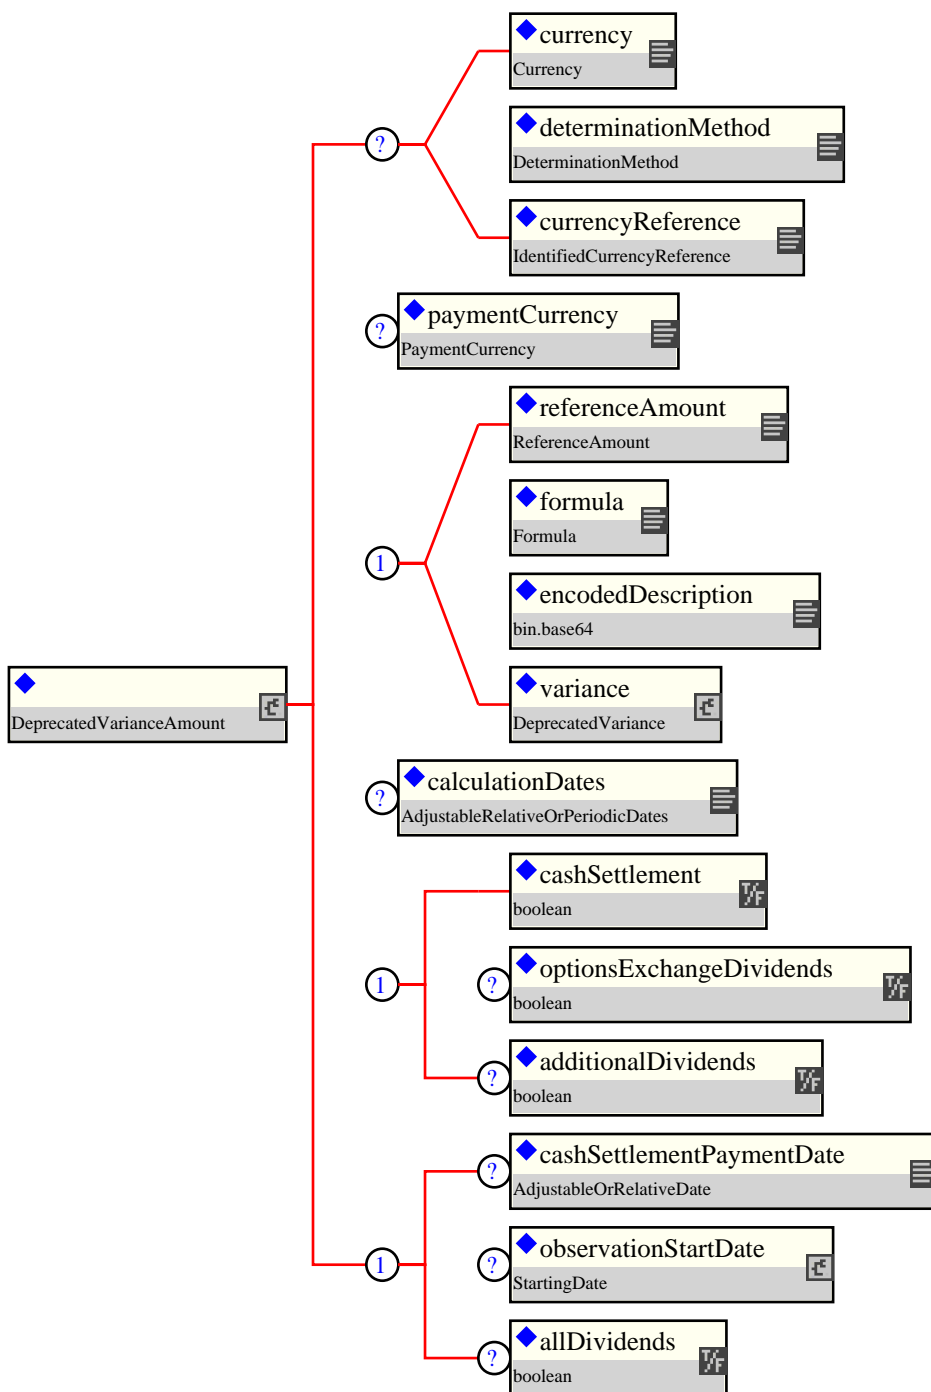 currency
Currency
?
determinationMethod
DeterminationMethod
currencyReference
IdentifiedCurrencyReference
?
paymentCurrency
PaymentCurrency
referenceAmount
ReferenceAmount
formula
Formula
1
encodedDescription
bin.base64
variance
DeprecatedVariance
DeprecatedVarianceAmount
?
calculationDates
AdjustableRelativeOrPeriodicDates
cashSettlement
T/F
boolean
1
?
optionsExchangeDividends
T/F
boolean
?
additionalDividends
T/F
boolean
?
cashSettlementPaymentDate
AdjustableOrRelativeDate
1
?
observationStartDate
StartingDate
?
allDividends
T/F
boolean